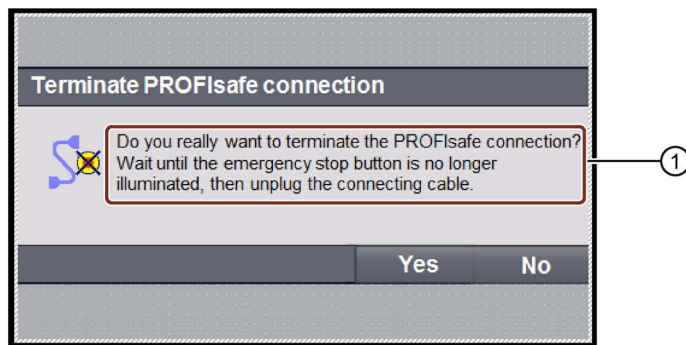 Terminate PROFIsafe connection
Do you really want to terminate the PROFIsafe connection?
Wait until the emergency stop button is no longer
illuminated, then unplug the connecting cable.
1
Yes No